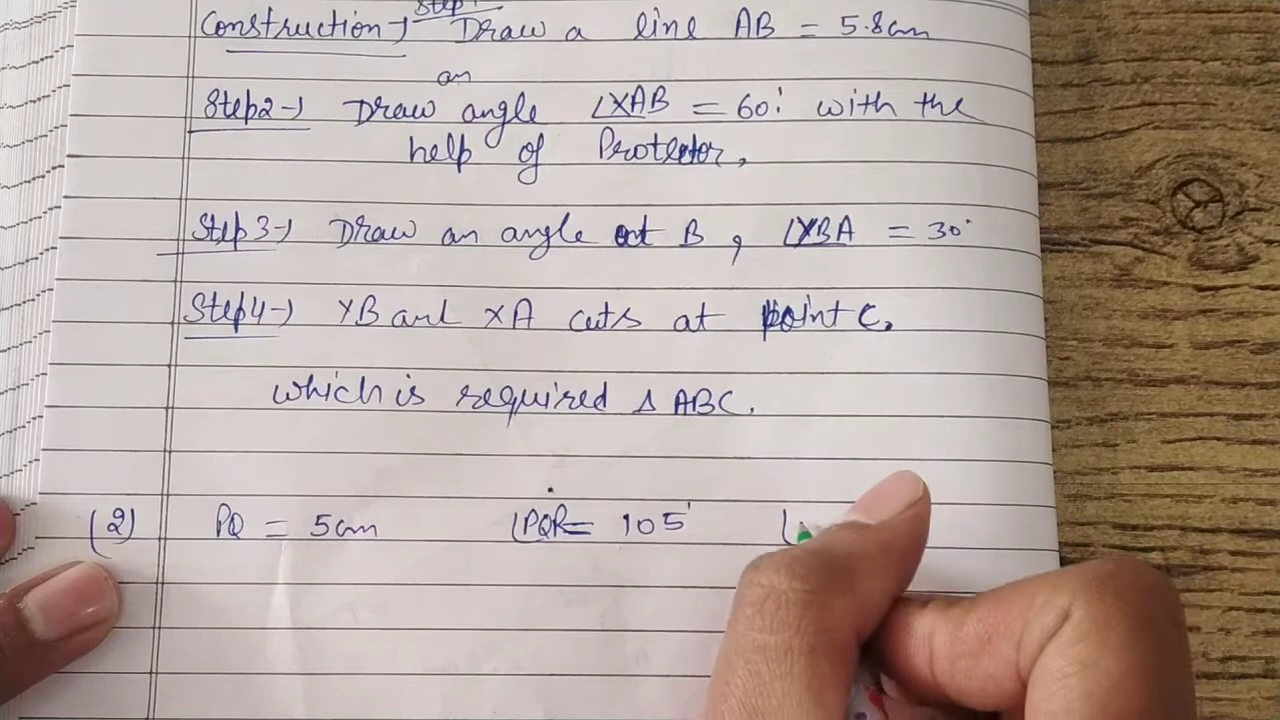 Construction→ Step1 Draw a line AB = 5.8cm
an
Step2→ Draw angle ∠XAB = 60° with the
help of Protector,
Step3→ Draw an angle at B, ∠YBA = 30°
Step4→ YB and XA cuts at point C.
which is required Δ ABC.
(2) PQ = 5cm ∠PQR = 105° ∠